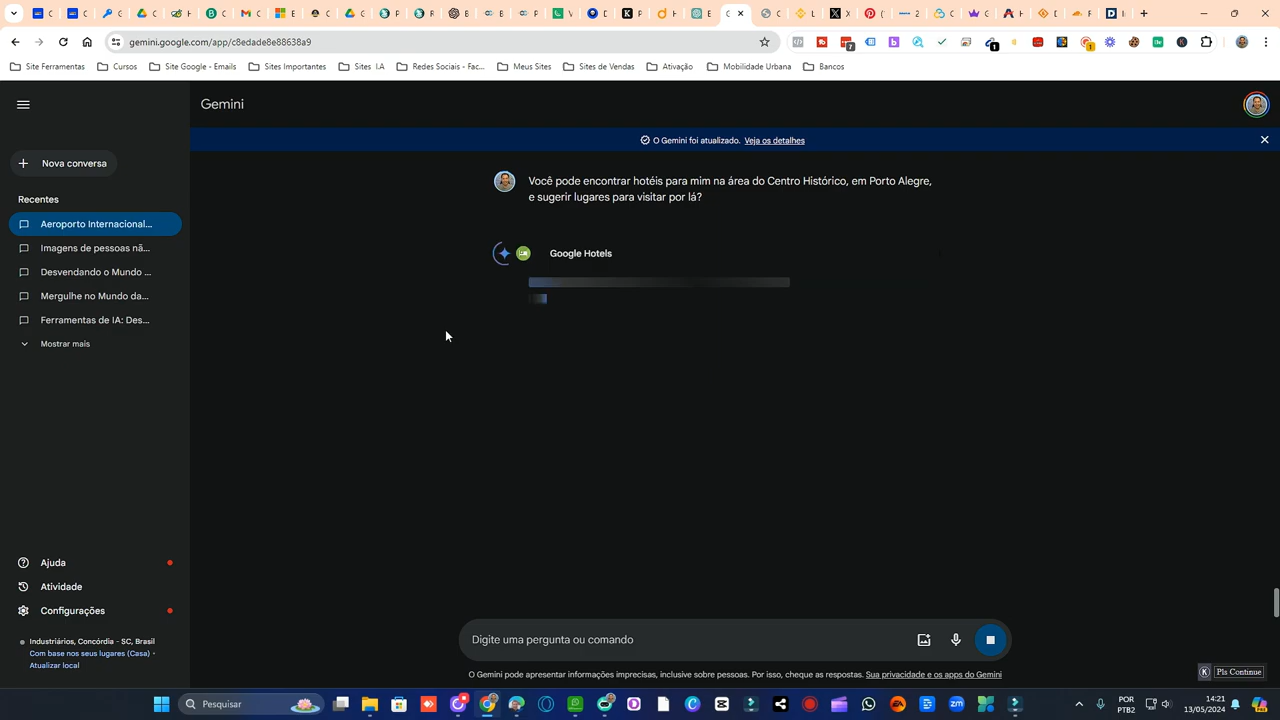 gemini.google.com/app/c8edade8e88638a9
Site Ferramentas
Cursos
Site Google - Emails
Sites Importantes
Sites I.A
Redes Sociais - Fac...
Meus Sites
Sites de Vendas
Ativação
Mobilidade Urbana
Bancos
Gemini
O Gemini foi atualizado. Veja os detalhes
Nova conversa
Recentes
Aeroporto Internacional...
Imagens de pessoas nã...
Desvendando o Mundo ...
Mergulhe no Mundo da...
Ferramentas de IA: Des...
Mostrar mais
Você pode encontrar hotéis para mim na área do Centro Histórico, em Porto Alegre,
e sugerir lugares para visitar por lá?
Google Hotels
Ajuda
Atividade
Configurações
Industriários, Concórdia - SC, Brasil
Com base nos seus lugares (Casa) •
Atualizar local
Digite uma pergunta ou comando
O Gemini pode apresentar informações imprecisas, inclusive sobre pessoas. Por isso, cheque as respostas. Sua privacidade e os apps do Gemini
Pls Continue
Pesquisar
POR
PTB2
14:21
13/05/2024